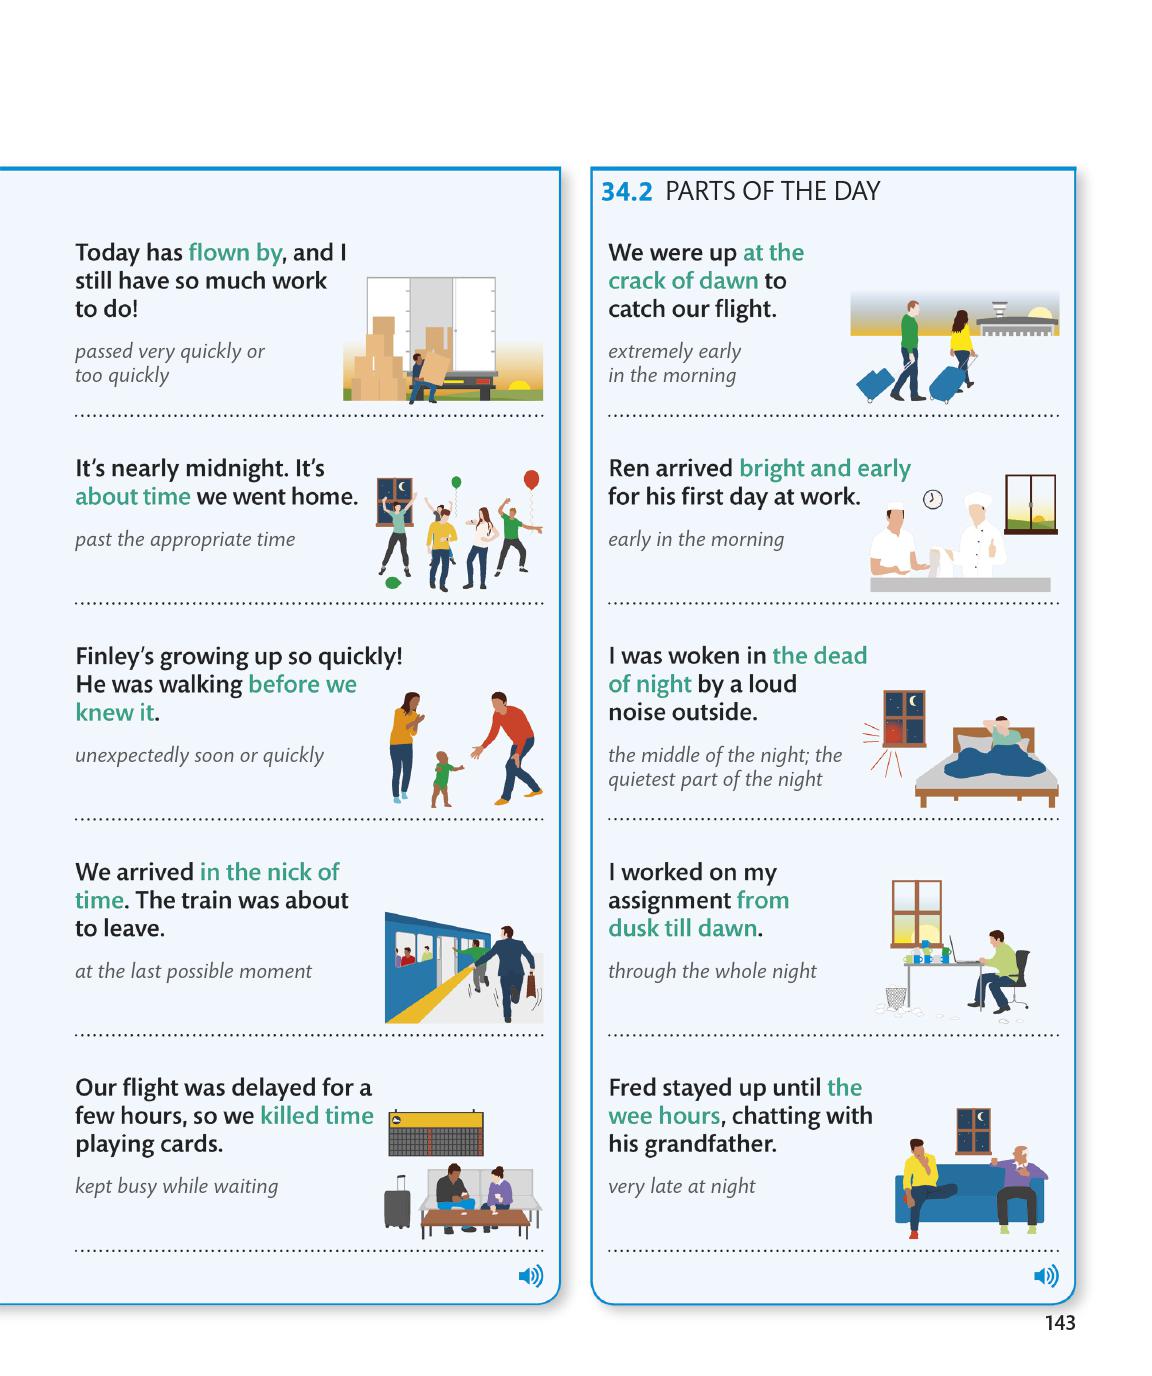 Today has flown by, and I
still have so much work
to do!
passed very quickly or
too quickly
It's nearly midnight. It's
about time we went home.
past the appropriate time
Finley's growing up so quickly!
He was walking before we
knew it.
unexpectedly soon or quickly
We arrived in the nick of
time. The train was about
to leave.
at the last possible moment
Our flight was delayed for a
few hours, so we killed time
playing cards.
kept busy while waiting
34.2 PARTS OF THE DAY
We were up at the
crack of dawn to
catch our flight.
extremely early
in the morning
Ren arrived bright and early
for his first day at work.
early in the morning
I was woken in the dead
of night by a loud
noise outside.
the middle of the night; the
quietest part of the night
I worked on my
assignment from
dusk till dawn.
through the whole night
Fred stayed up until the
wee hours, chatting with
his grandfather.
very late at night
143